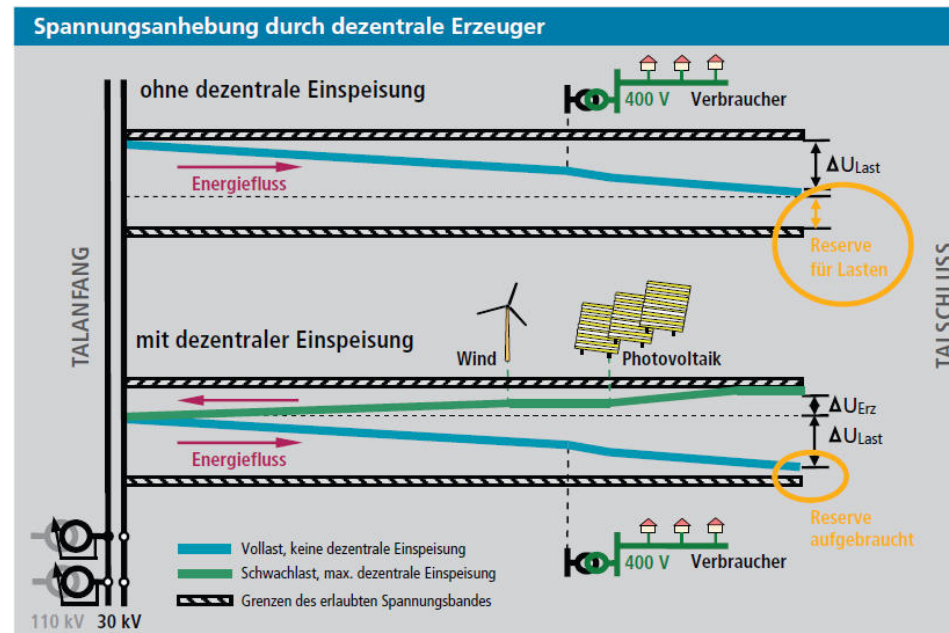 Spannungsanhebung durch dezentrale Erzeuger
ohne dezentrale Einspeisung
400 V Verbraucher
Energiefluss
ΔULast
Reserve
für Lasten
TALANFANG
TALSCHLUSS
mit dezentraler Einspeisung
Wind
Photovoltaik
ΔUErz
ΔULast
Energiefluss
Reserve
aufgebraucht
Vollast, keine dezentrale Einspeisung
Schwachlast, max. dezentrale Einspeisung
Grenzen des erlaubten Spannungsbandes
400 V Verbraucher
110 kV 30 kV